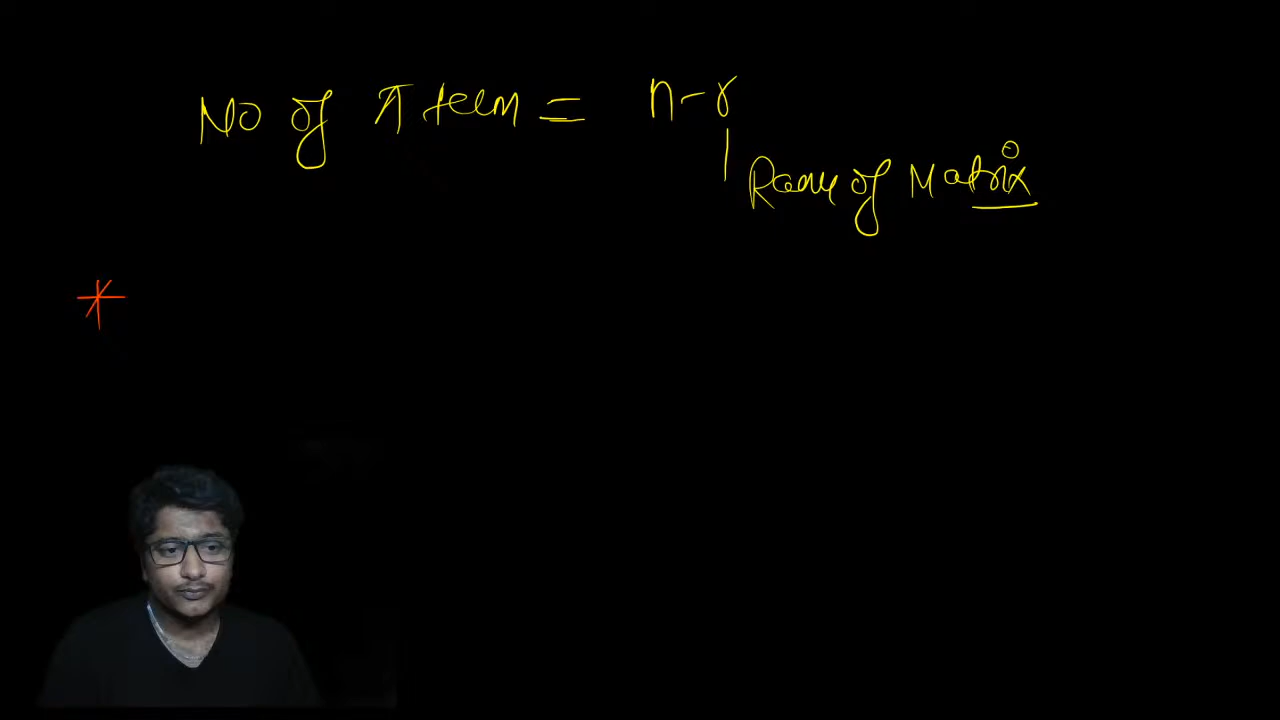 No of π term = n-r
Rank of Matrix
*